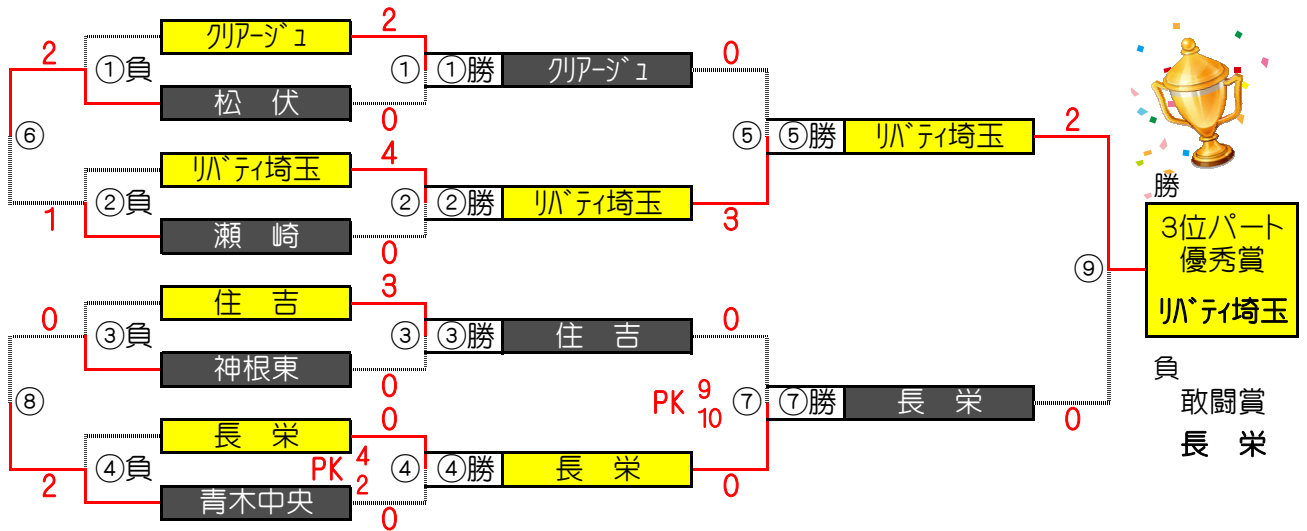 クリアージュ 2
2 ①負 ① ①勝 クリアージュ 0
松 伏 0
⑥ ⑤ ⑤勝 リバティ埼玉 2
リバティ埼玉 4
②負 ② ②勝 リバティ埼玉 3
1 瀬 崎 0
勝
3位パート
優秀賞
リバティ埼玉
⑨
住 吉 3
0 ③負 ③ ③勝 住 吉 0
神根東 0
負
敢闘賞
長 栄
⑧ PK 9 10 ⑦ ⑦勝 長 栄 0
長 栄 0
④負 PK 4 2 ④ ④勝 長 栄 0
2 青木中央 0